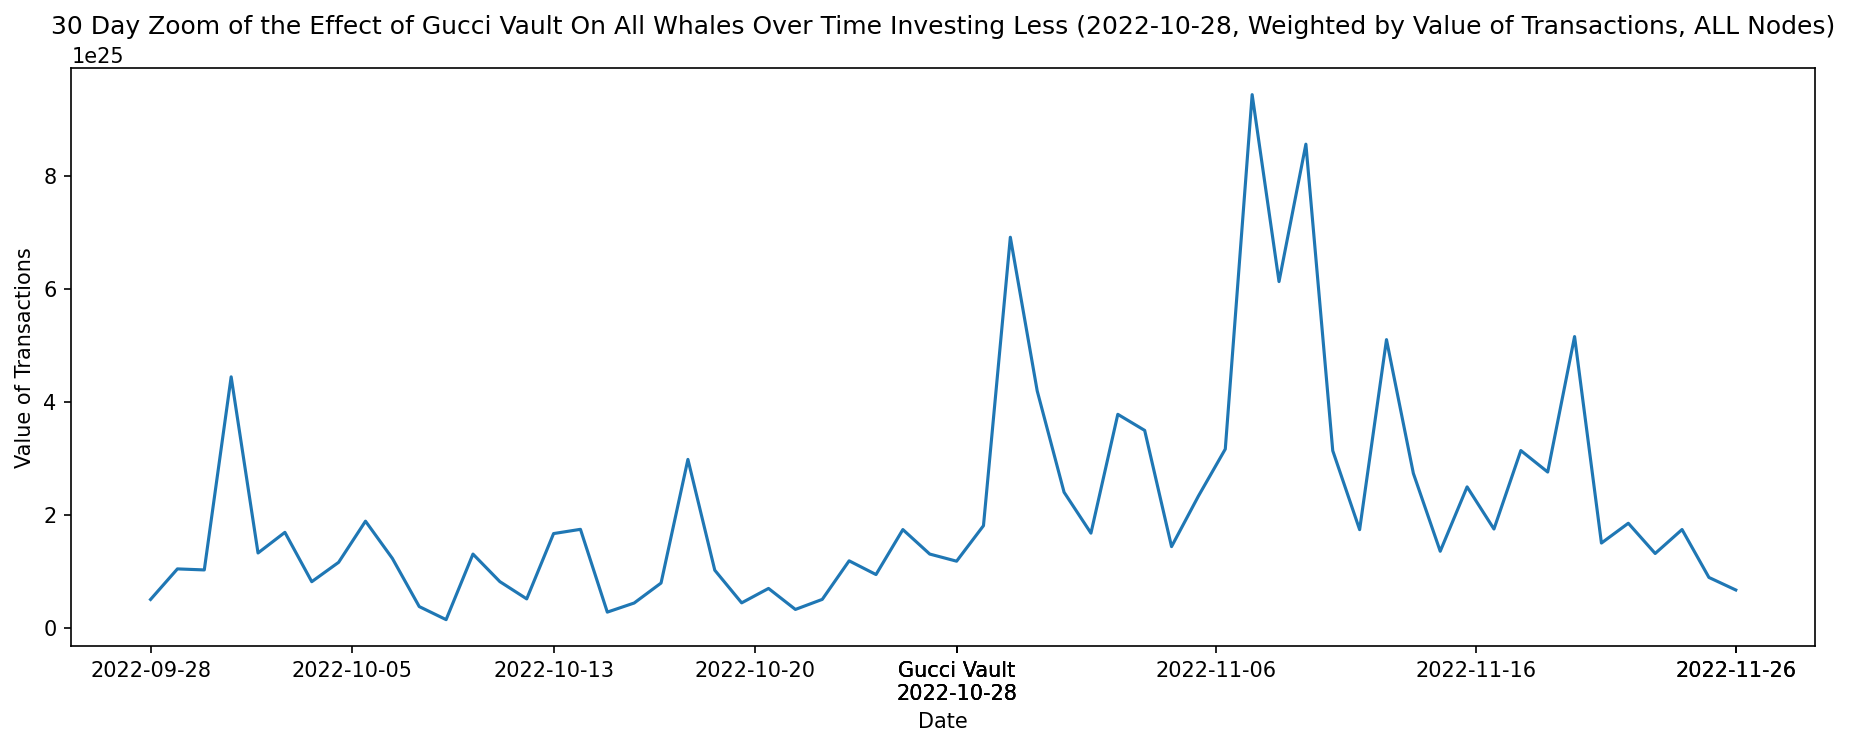 30 Day Zoom of the Effect of Gucci Vault On All Whales Over Time Investing Less (2022-10-28, Weighted by Value of Transactions, ALL Nodes)
1e25
8
6
4
2
0
Value of Transactions
2022-09-28 2022-10-05 2022-10-13 2022-10-20 Gucci Vault 2022-11-06 2022-11-16 2022-11-26
2022-10-28
Date